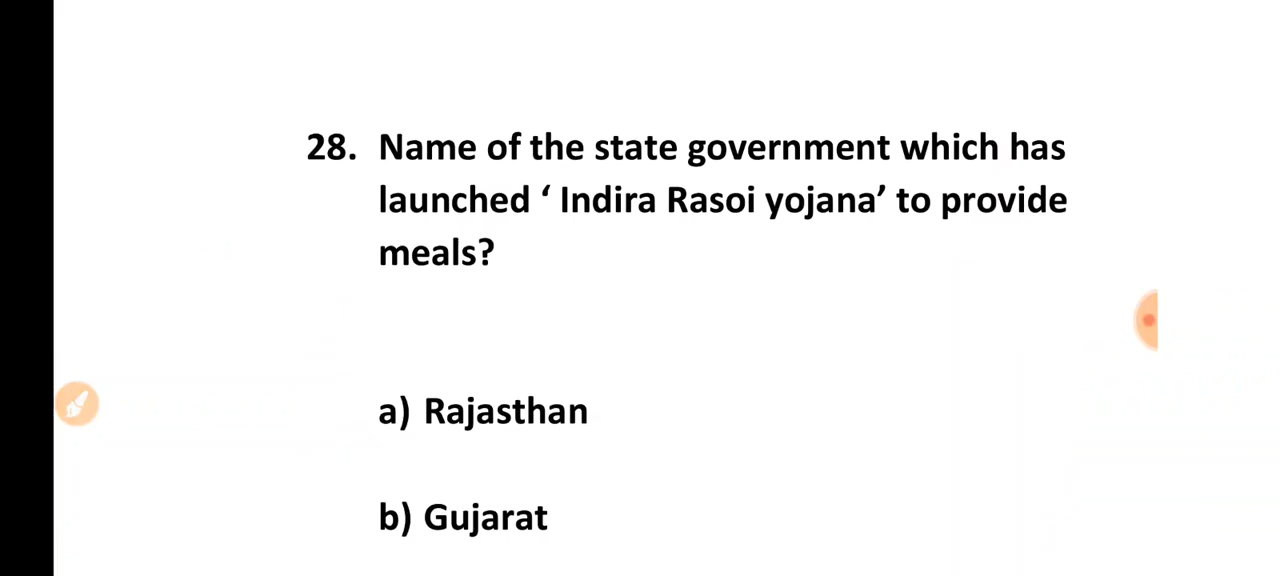 28. Name of the state government which has
launched ‘ Indira Rasoi yojana’ to provide
meals?
a) Rajasthan
b) Gujarat